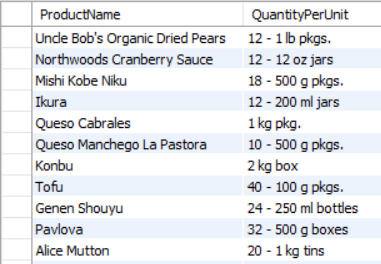 ProductName QuantityPerUnit
Uncle Bob's Organic Dried Pears 12 - 1 lb pkgs.
Northwoods Cranberry Sauce 12 - 12 oz jars
Mishi Kobe Niku 18 - 500 g pkgs.
Ikura 12 - 200 ml jars
Queso Cabrales 1 kg pkg.
Queso Manchego La Pastora 10 - 500 g pkgs.
Konbu 2 kg box
Tofu 40 - 100 g pkgs.
Genen Shouyu 24 - 250 ml bottles
Pavlova 32 - 500 g boxes
Alice Mutton 20 - 1 kg tins